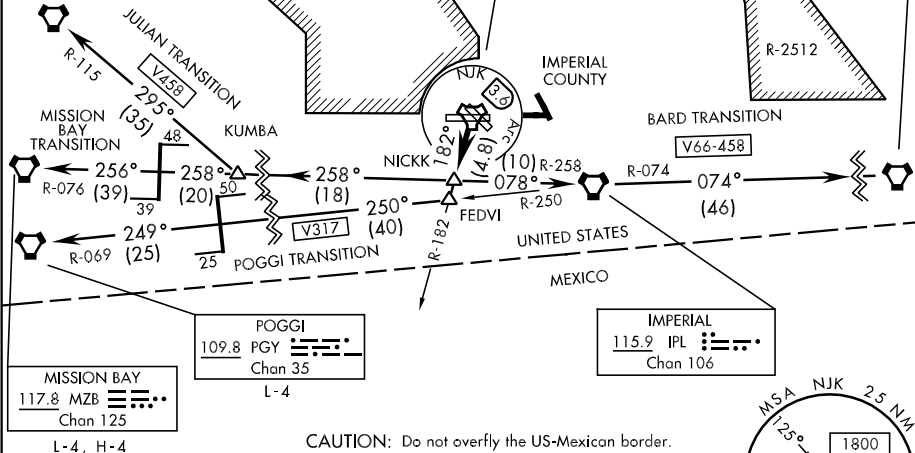 JULIAN TRANSITION
R-115
V458
295°
(35)
MISSION
BAY
TRANSITION
KUMBA
48
256°
R-076
(39)
39
258°
(20)
50
258°
(18)
NICKK
NJK
3.6
Arc
182°
(4.8)
IMPERIAL
COUNTY
R-2512
BARD TRANSITION
V66-458
(10)
R-258
078°
R-250
R-074
074°
(46)
FEDVI
R-182
249°
R-069
(25)
25
V317
250°
(40)
POGGI TRANSITION
UNITED STATES
MEXICO
POGGI
109.8 PGY
Chan 35
L-4
MISSION BAY
117.8 MZB
Chan 125
L-4, H-4
IMPERIAL
115.9 IPL
Chan 106
CAUTION: Do not overfly the US-Mexican border.
MSA NJK 25 NM
125°
1800